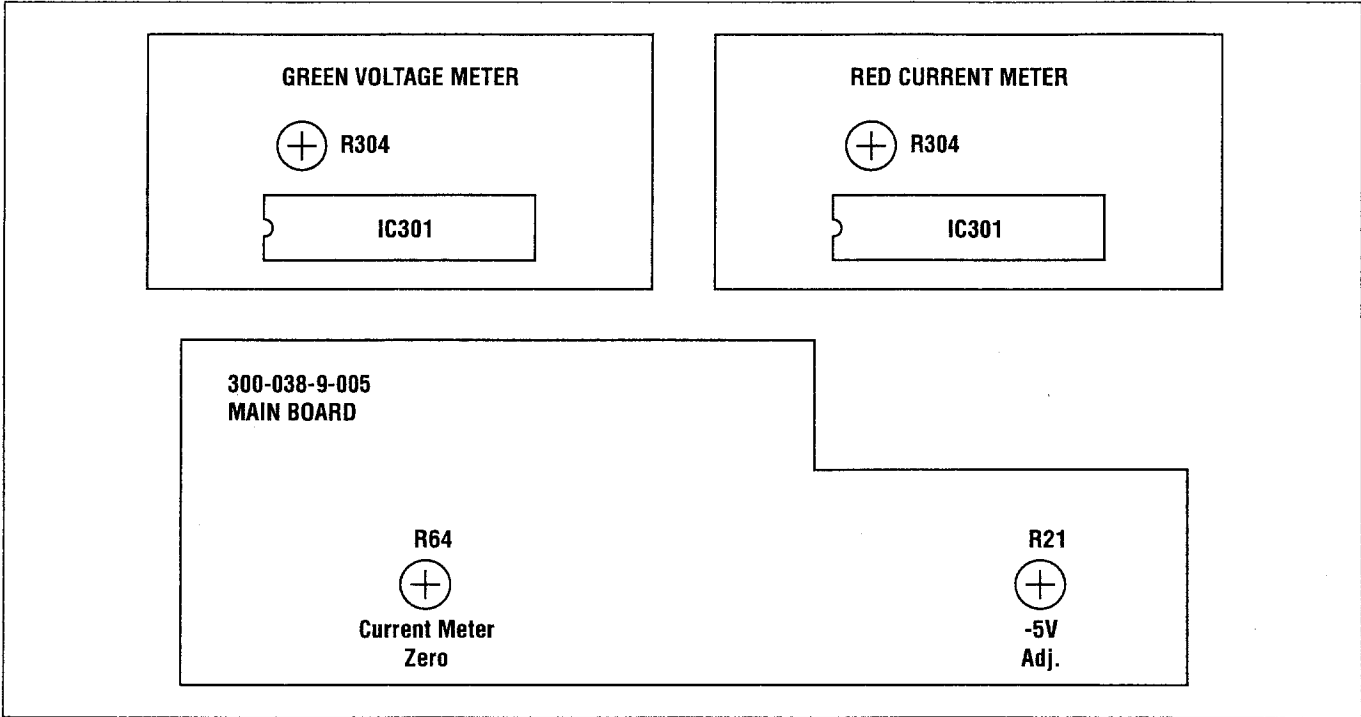 GREEN VOLTAGE METER
R304
IC301
RED CURRENT METER
R304
IC301
300-038-9-005
MAIN BOARD
R64
Current Meter
Zero
R21
-5V
Adj.